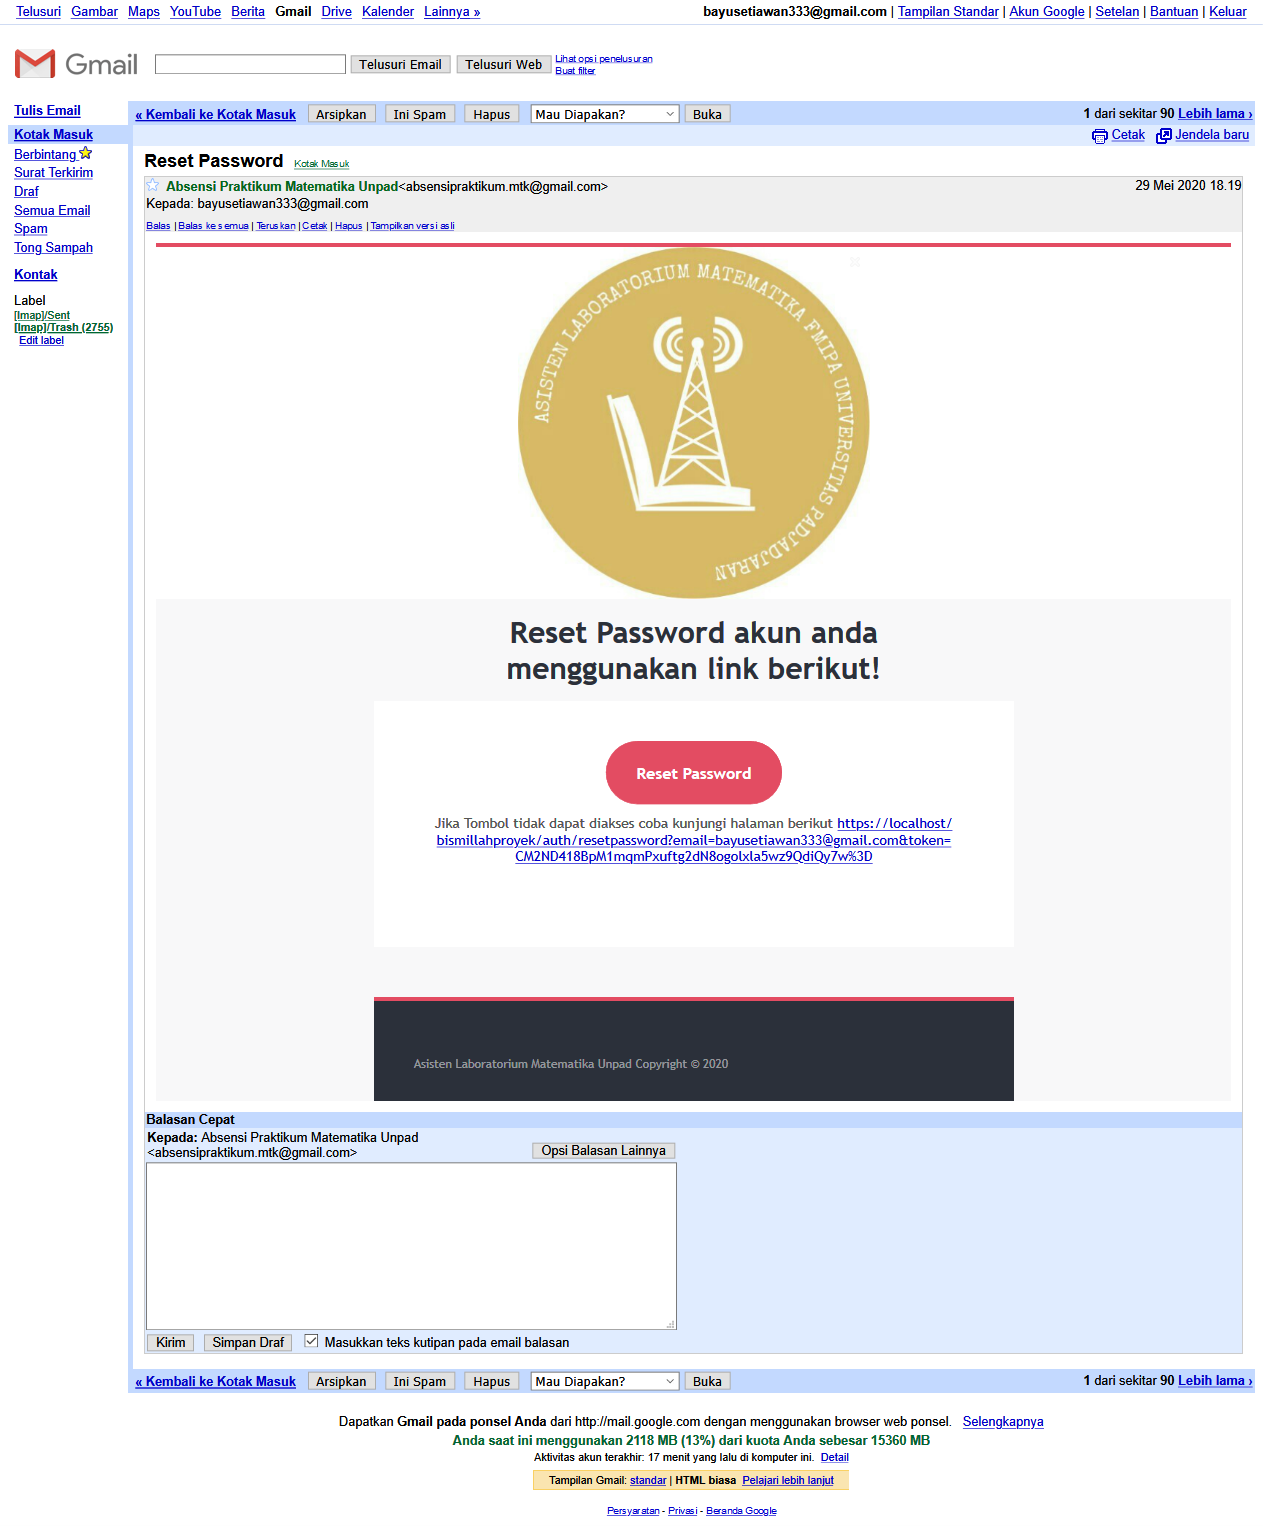 Telusuri Gambar Maps YouTube Berita Gmail Drive Kalender Lainnya »
bayusetiawan333@gmail.com | Tampilan Standar | Akun Google | Setelan | Bantuan | Keluar
Gmail
Telusuri Email Telusuri Web
Lihat opsi penelusuran
Buat filter
Tulis Email
Kotak Masuk
Berbintang
Surat Terkirim
Draf
Semua Email
Spam
Tong Sampah
Kontak
Label
[Imap]/Sent
[Imap]/Trash (2755)
Edit label
« Kembali ke Kotak Masuk Arsipkan Ini Spam Hapus Mau Diapakan? Buka
1 dari sekitar 90 Lebih lama ›
Cetak Jendela baru
Reset Password Kotak Masuk
Absensi Praktikum Matematika Unpad<absensipraktikum.mtk@gmail.com> 29 Mei 2020 18.19
Kepada: bayusetiawan333@gmail.com
Balas | Balas ke semua | Teruskan | Cetak | Hapus | Tampilkan versi asli
ASISTEN LABORATORIUM MATEMATIKA FMIPA UNIVERSITAS PADJADJARAN
Reset Password akun anda
menggunakan link berikut!
Reset Password
Jika Tombol tidak dapat diakses coba kunjungi halaman berikut https://localhost/
bismillahproyek/auth/resetpassword?email=bayusetiawan333@gmail.com&token=
CM2ND418BpM1mqmPxuftg2dN8ogolxla5wz9QdiQy7w%3D
Asisten Laboratorium Matematika Unpad Copyright © 2020
Balasan Cepat
Kepada: Absensi Praktikum Matematika Unpad
<absensipraktikum.mtk@gmail.com>
Opsi Balasan Lainnya
Kirim Simpan Draf Masukkan teks kutipan pada email balasan
« Kembali ke Kotak Masuk Arsipkan Ini Spam Hapus Mau Diapakan? Buka
1 dari sekitar 90 Lebih lama ›
Dapatkan Gmail pada ponsel Anda dari http://mail.google.com dengan menggunakan browser web ponsel. Selengkapnya
Anda saat ini menggunakan 2118 MB (13%) dari kuota Anda sebesar 15360 MB
Aktivitas akun terakhir: 17 menit yang lalu di komputer ini. Detail
Tampilan Gmail: standar | HTML biasa Pelajari lebih lanjut
Persyaratan - Privasi - Beranda Google